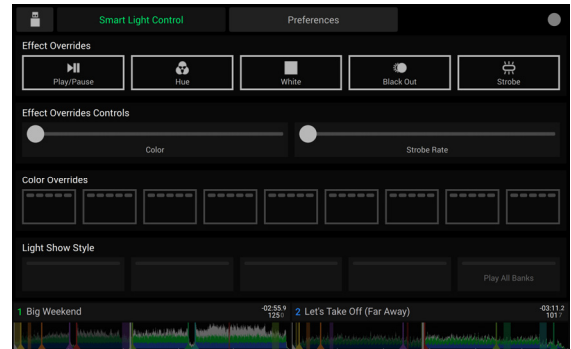 Smart Light Control
Preferences
Effect Overrides
Play/Pause
Hue
White
Black Out
Strobe
Effect Overrides Controls
Color
Strobe Rate
Color Overrides
Light Show Style
Play All Banks
1 Big Weekend
-02:55.9
125.0
2 Let's Take Off (Far Away)
-03:11.2
101.7